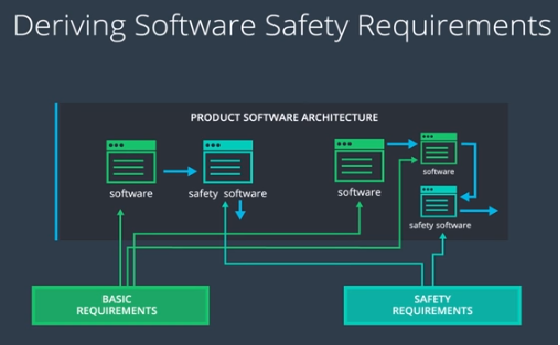 Deriving Software Safety Requirements
PRODUCT SOFTWARE ARCHITECTURE
software
safety software
software
software
safety software
BASIC
REQUIREMENTS
SAFETY
REQUIREMENTS